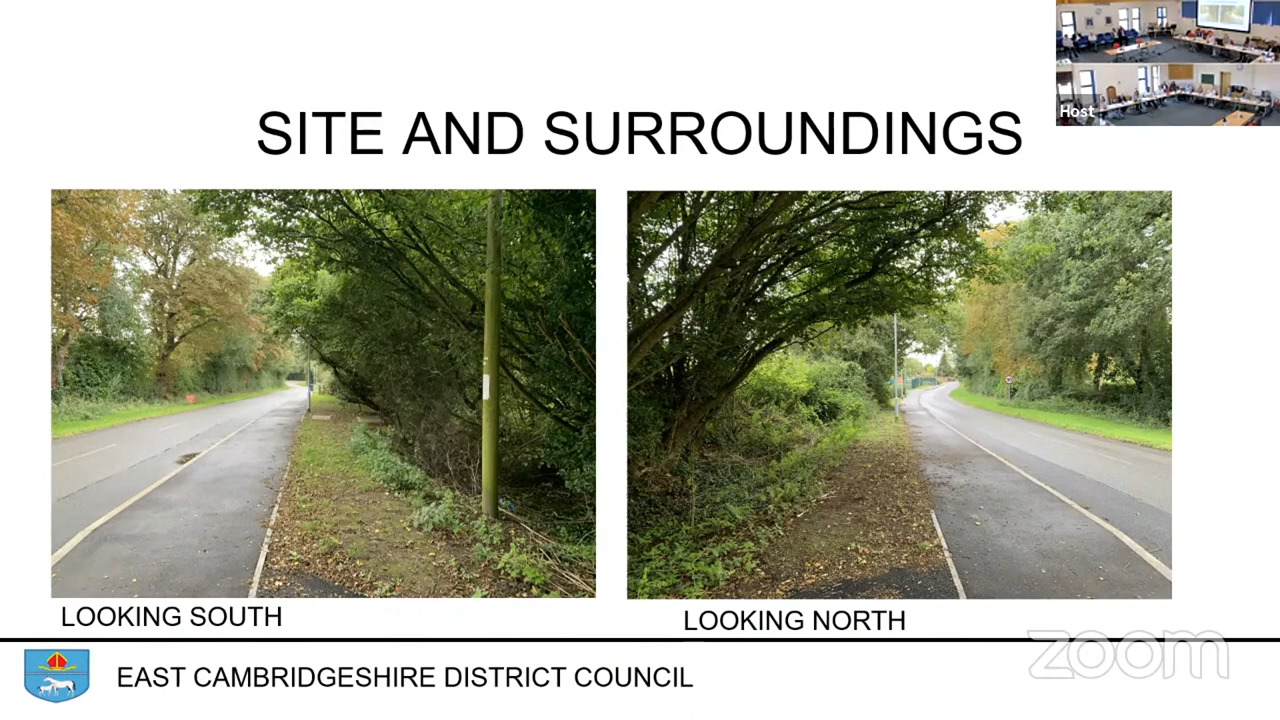 Host
SITE AND SURROUNDINGS
LOOKING SOUTH
LOOKING NORTH
EAST CAMBRIDGESHIRE DISTRICT COUNCIL
zoom